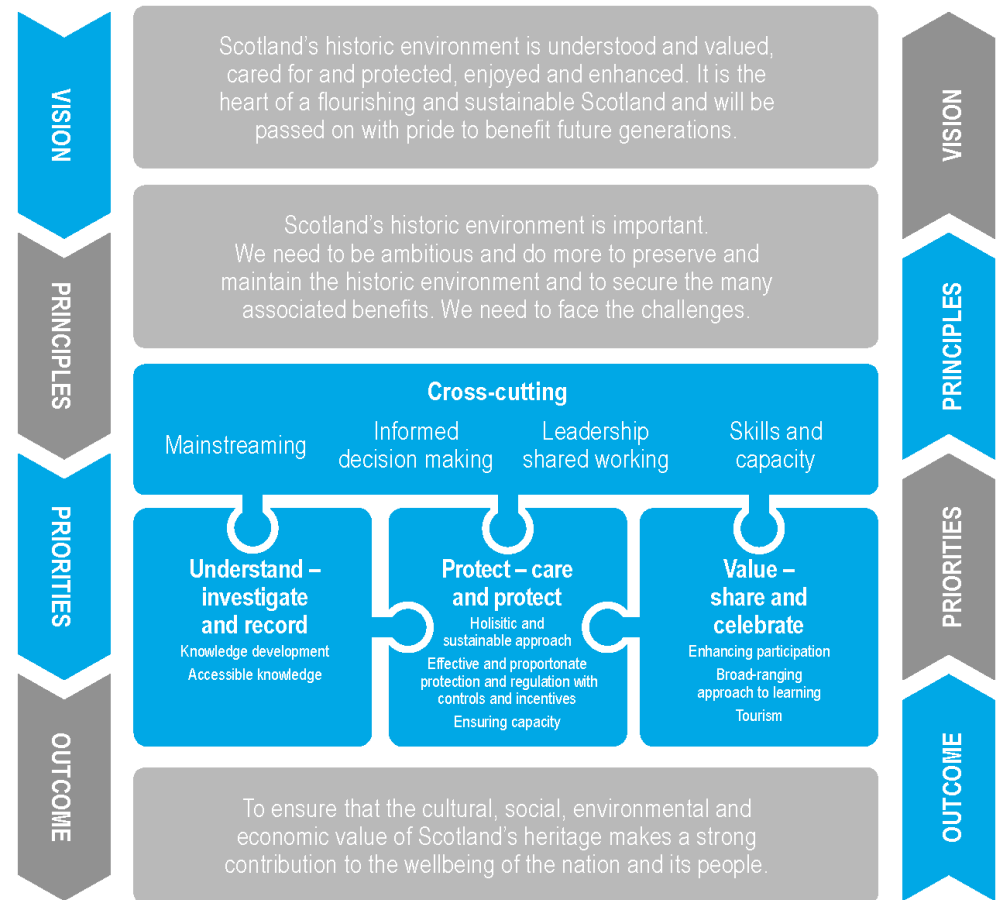 VISION
Scotland's historic environment is understood and valued,
cared for and protected, enjoyed and enhanced. It is the
heart of a flourishing and sustainable Scotland and will be
passed on with pride to benefit future generations.
VISION
PRINCIPLES
Scotland's historic environment is important.
We need to be ambitious and do more to preserve and
maintain the historic environment and to secure the many
associated benefits. We need to face the challenges.
PRINCIPLES
PRIORITIES
Cross-cutting
Mainstreaming
Informed
decision making
Leadership
shared working
Skills and
capacity
Understand –
investigate
and record
Knowledge development
Accessible knowledge
Protect – care
and protect
Holisitic and
sustainable approach
Effective and proportonate
protection and regulation with
controls and incentives
Ensuring capacity
Value –
share and
celebrate
Enhancing participation
Broad-ranging
approach to learning
Tourism
PRIORITIES
OUTCOME
To ensure that the cultural, social, environmental and
economic value of Scotland's heritage makes a strong
contribution to the wellbeing of the nation and its people.
OUTCOME